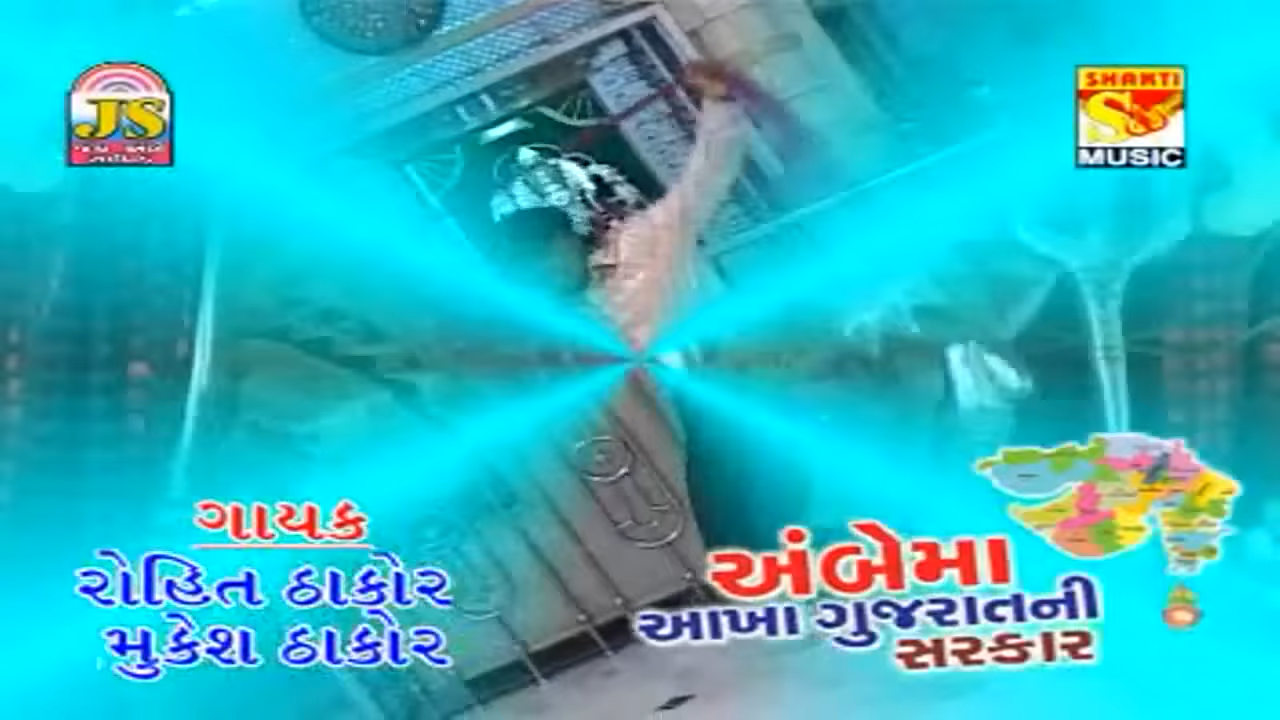 JS
SHAKTI
MUSIC
ગાયક
રોહિત ઠાકોર
મુકેશ ઠાકોર
અંબેમા
આખા ગુજરાતની
સરકાર